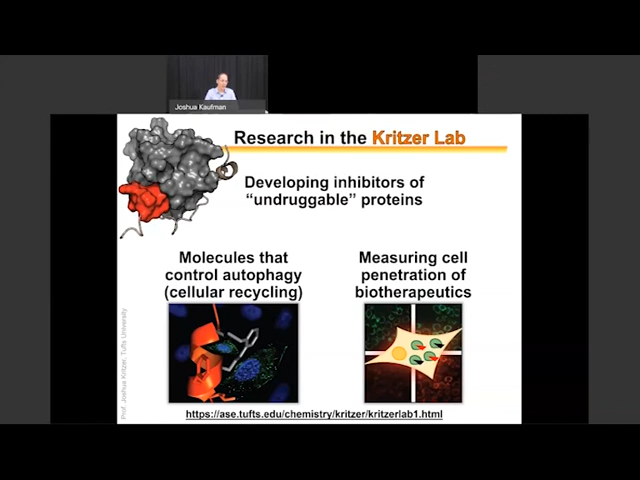 Joshua Kaufman
Research in the Kritzer Lab
Developing inhibitors of
“undruggable” proteins
Molecules that
control autophagy
(cellular recycling)
Measuring cell
penetration of
biotherapeutics
https://ase.tufts.edu/chemistry/kritzer/kritzerlab1.html
Prof. Joshua Kritzer, Tufts University